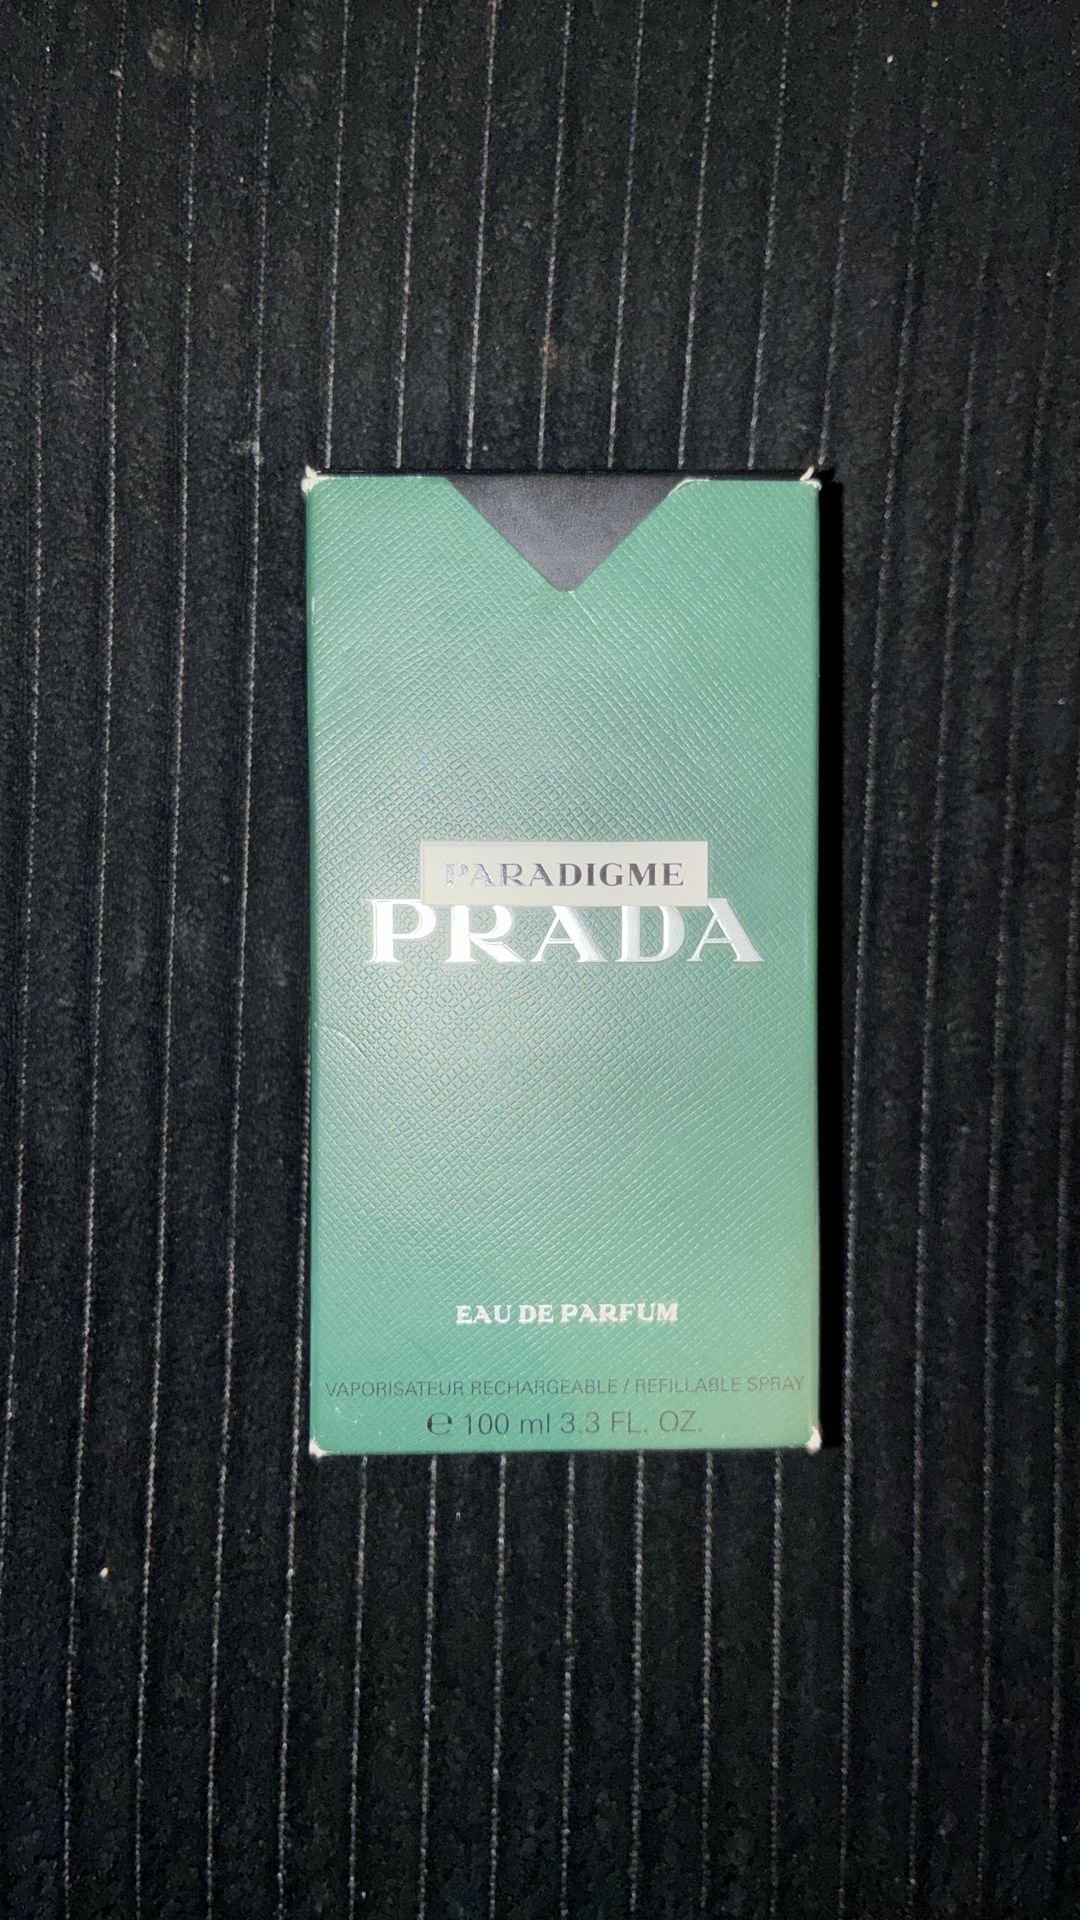 PARADIGME
PRADA
EAU DE PARFUM
VAPORISATEUR RECHARGEABLE / REFILLABLE SPRAY
℮ 100 ml 3.3 FL. OZ.